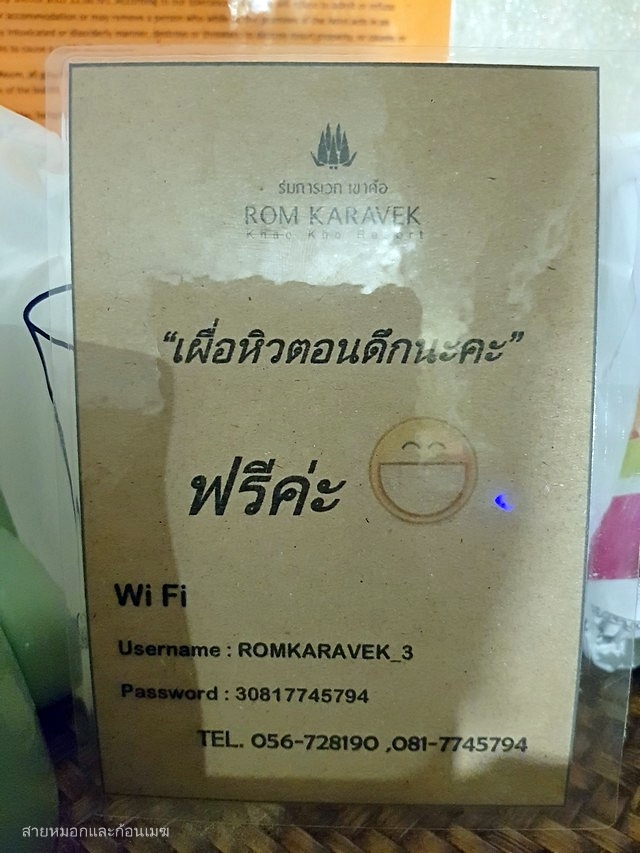 ร่มการเวก เขาค้อ
ROM KARAVEK
Khao Kho Resort
“เผื่อหิวตอนดึกนะคะ”
ฟรีค่ะ
Wi Fi
Username : ROMKARAVEK_3
Password : 30817745794
TEL. 056-728190 ,081-7745794
สายหมอกและก้อนเมฆ